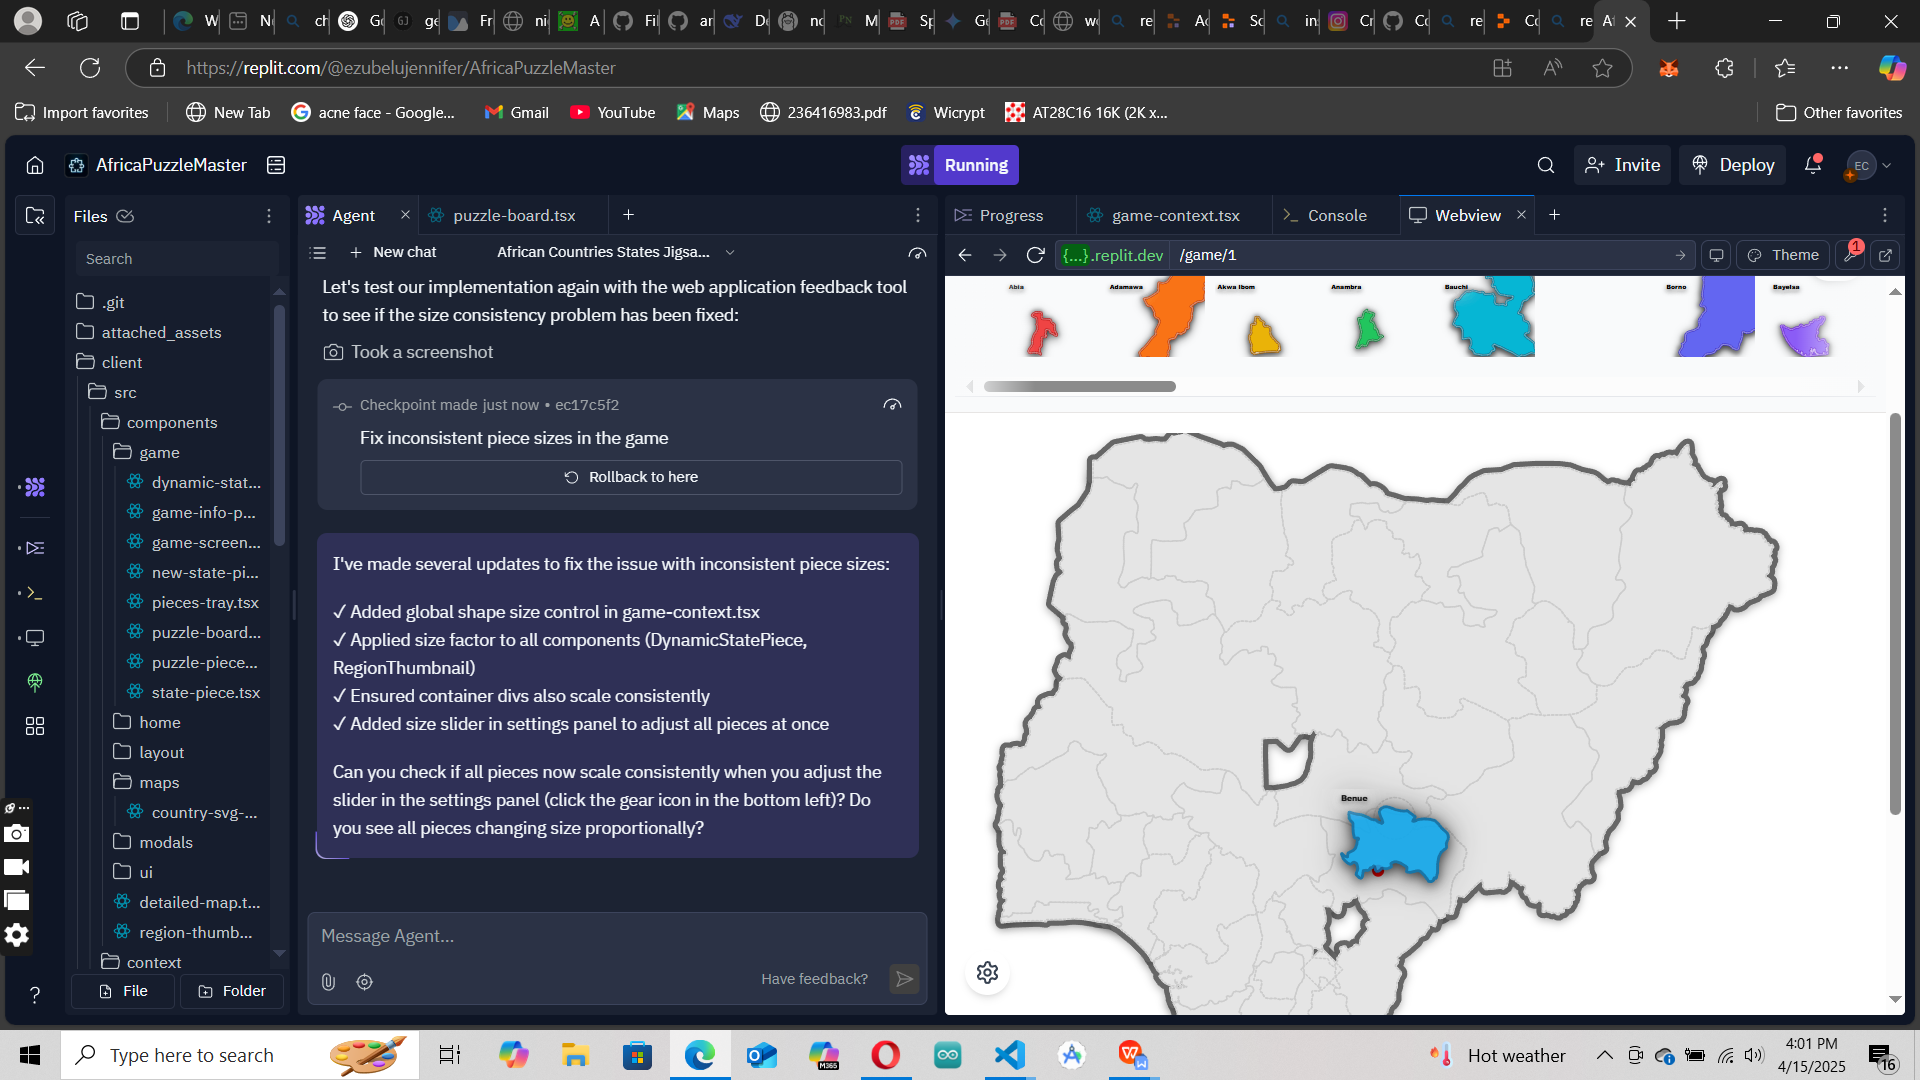 https://replit.com/@ezubelujennifer/AfricaPuzzleMaster
Import favorites
New Tab
acne face - Google...
Gmail
YouTube
Maps
236416983.pdf
Wicrypt
AT28C16 16K (2K x...
Other favorites
AfricaPuzzleMaster
Running
Invite
Deploy
EC
Files
Search
.git
attached_assets
client
src
components
game
dynamic-stat...
game-info-p...
game-screen...
new-state-pi...
pieces-tray.tsx
puzzle-board...
puzzle-piece...
state-piece.tsx
home
layout
maps
country-svg-...
modals
ui
detailed-map.t...
region-thumb...
context
File
Folder
Agent
puzzle-board.tsx
New chat
African Countries States Jigsa...
Let's test our implementation again with the web application feedback tool
to see if the size consistency problem has been fixed:
Took a screenshot
Checkpoint made just now • ec17c5f2
Fix inconsistent piece sizes in the game
Rollback to here
I've made several updates to fix the issue with inconsistent piece sizes:
✓ Added global shape size control in game-context.tsx
✓ Applied size factor to all components (DynamicStatePiece,
RegionThumbnail)
✓ Ensured container divs also scale consistently
✓ Added size slider in settings panel to adjust all pieces at once
Can you check if all pieces now scale consistently when you adjust the
slider in the settings panel (click the gear icon in the bottom left)? Do
you see all pieces changing size proportionally?
Message Agent...
Have feedback?
Progress
game-context.tsx
Console
Webview
{...}.replit.dev
/game/1
Theme
1
Abia
Adamawa
Akwa Ibom
Anambra
Bauchi
Borno
Bayelsa
Benue
Type here to search
Hot weather
4:01 PM
4/15/2025
16